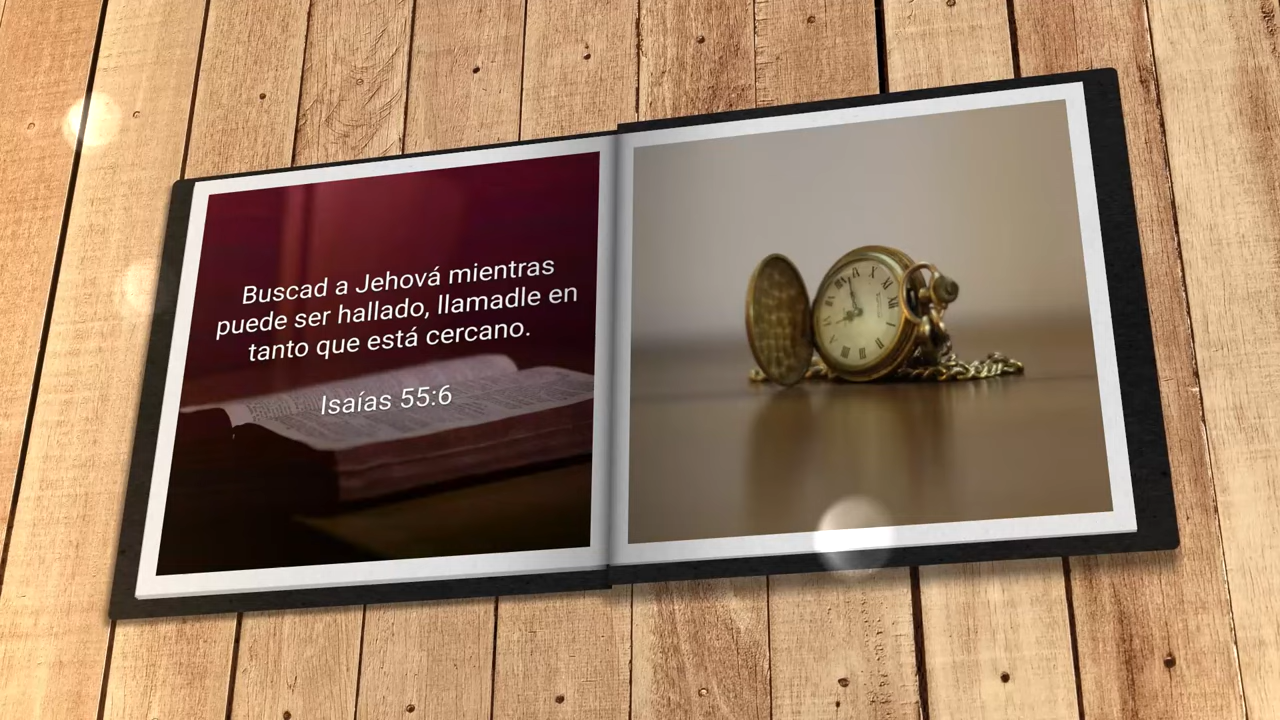 Buscad a Jehová mientras
puede ser hallado, llamadle en
tanto que está cercano.
Isaías 55:6